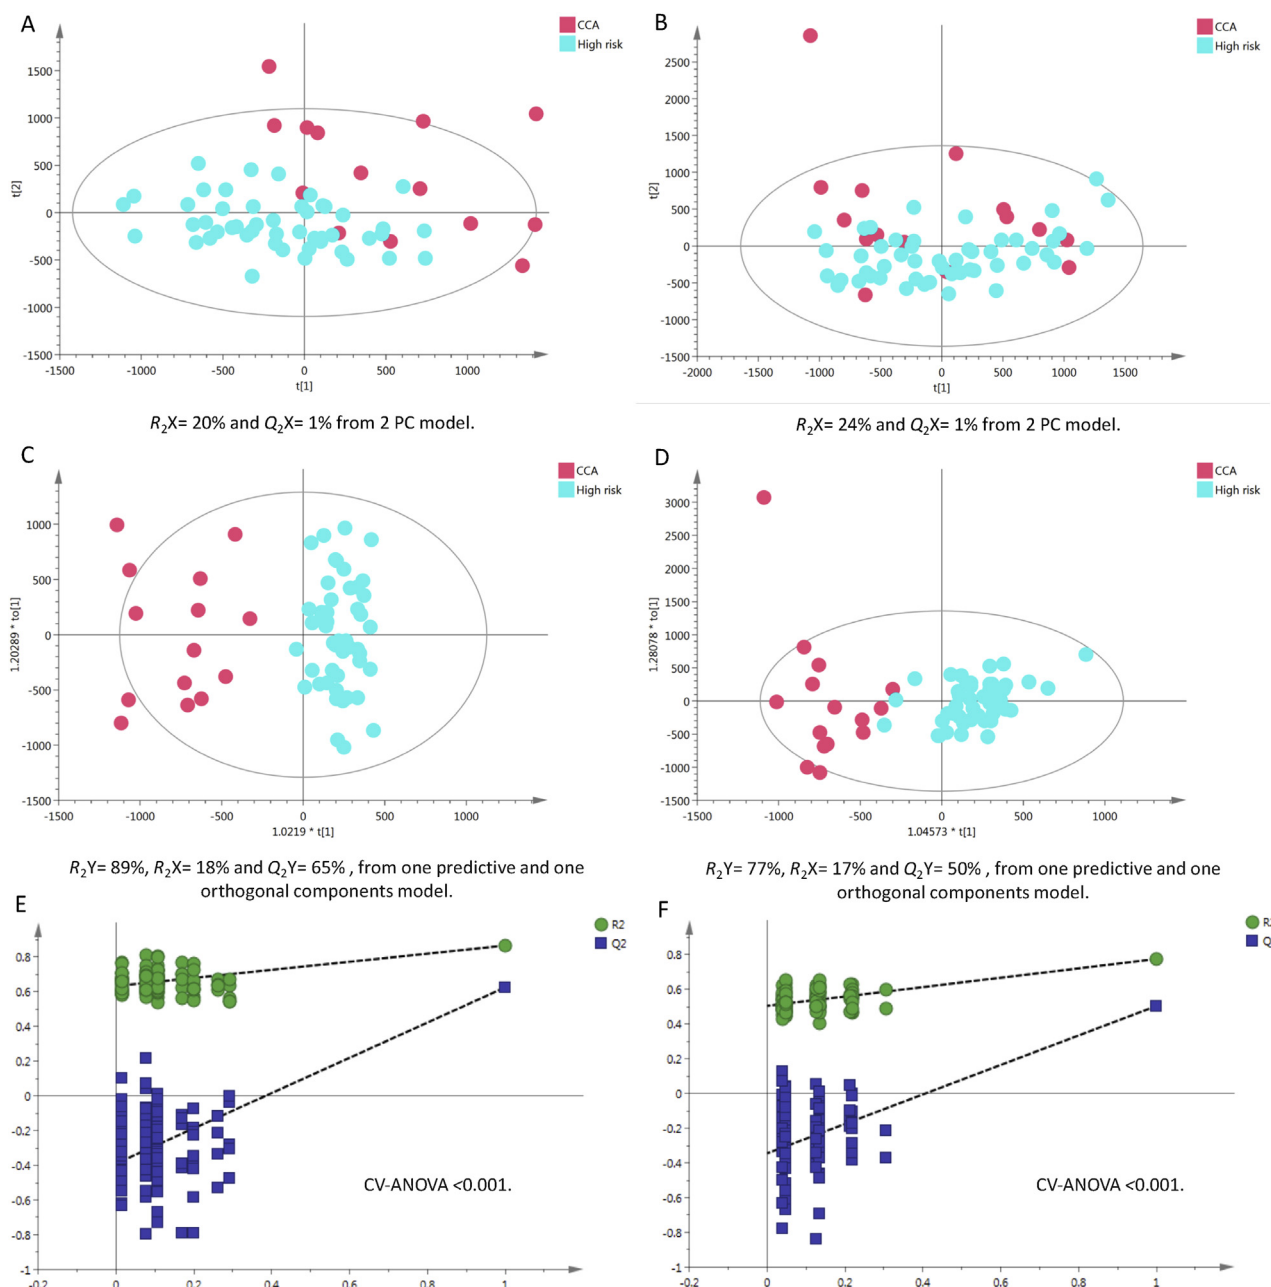 A
CCA
High risk
1500
1000
500
0
-500
-1000
-1500
t[2]
-1500
-1000
-500
0
500
1000
t[1]
R2X= 20% and Q2X= 1% from 2 PC model.
B
CCA
High risk
2500
2000
1500
1000
500
0
-500
-1000
-1500
t[2]
-2000
-1500
-1000
-500
0
500
1000
1500
t[1]
R2X= 24% and Q2X= 1% from 2 PC model.
C
CCA
High risk
1000
500
0
-500
-1000
-1500
1.20289 * to[1]
-1500
-1000
-500
0
500
1000
1.0219 * t[1]
R2Y= 89%, R2X= 18% and Q2Y= 65% , from one predictive and one
orthogonal components model.
D
CCA
High risk
3000
2500
2000
1500
1000
500
0
-500
-1000
-1500
1.28078 * to[1]
-1500
-1000
-500
0
500
1000
1.04573 * t[1]
R2Y= 77%, R2X= 17% and Q2Y= 50% , from one predictive and one
orthogonal components model.
E
R2
Q2
0.8
0.6
0.4
0.2
0
-0.2
-0.4
-0.6
-0.8
-1
CV-ANOVA <0.001.
-0.2
0
0.2
0.4
0.6
0.8
1
F
R
Q
0.8
0.6
0.4
0.2
0
-0.2
-0.4
-0.6
-0.8
-1
CV-ANOVA <0.001.
-0.2
0
0.2
0.4
0.6
0.8
1